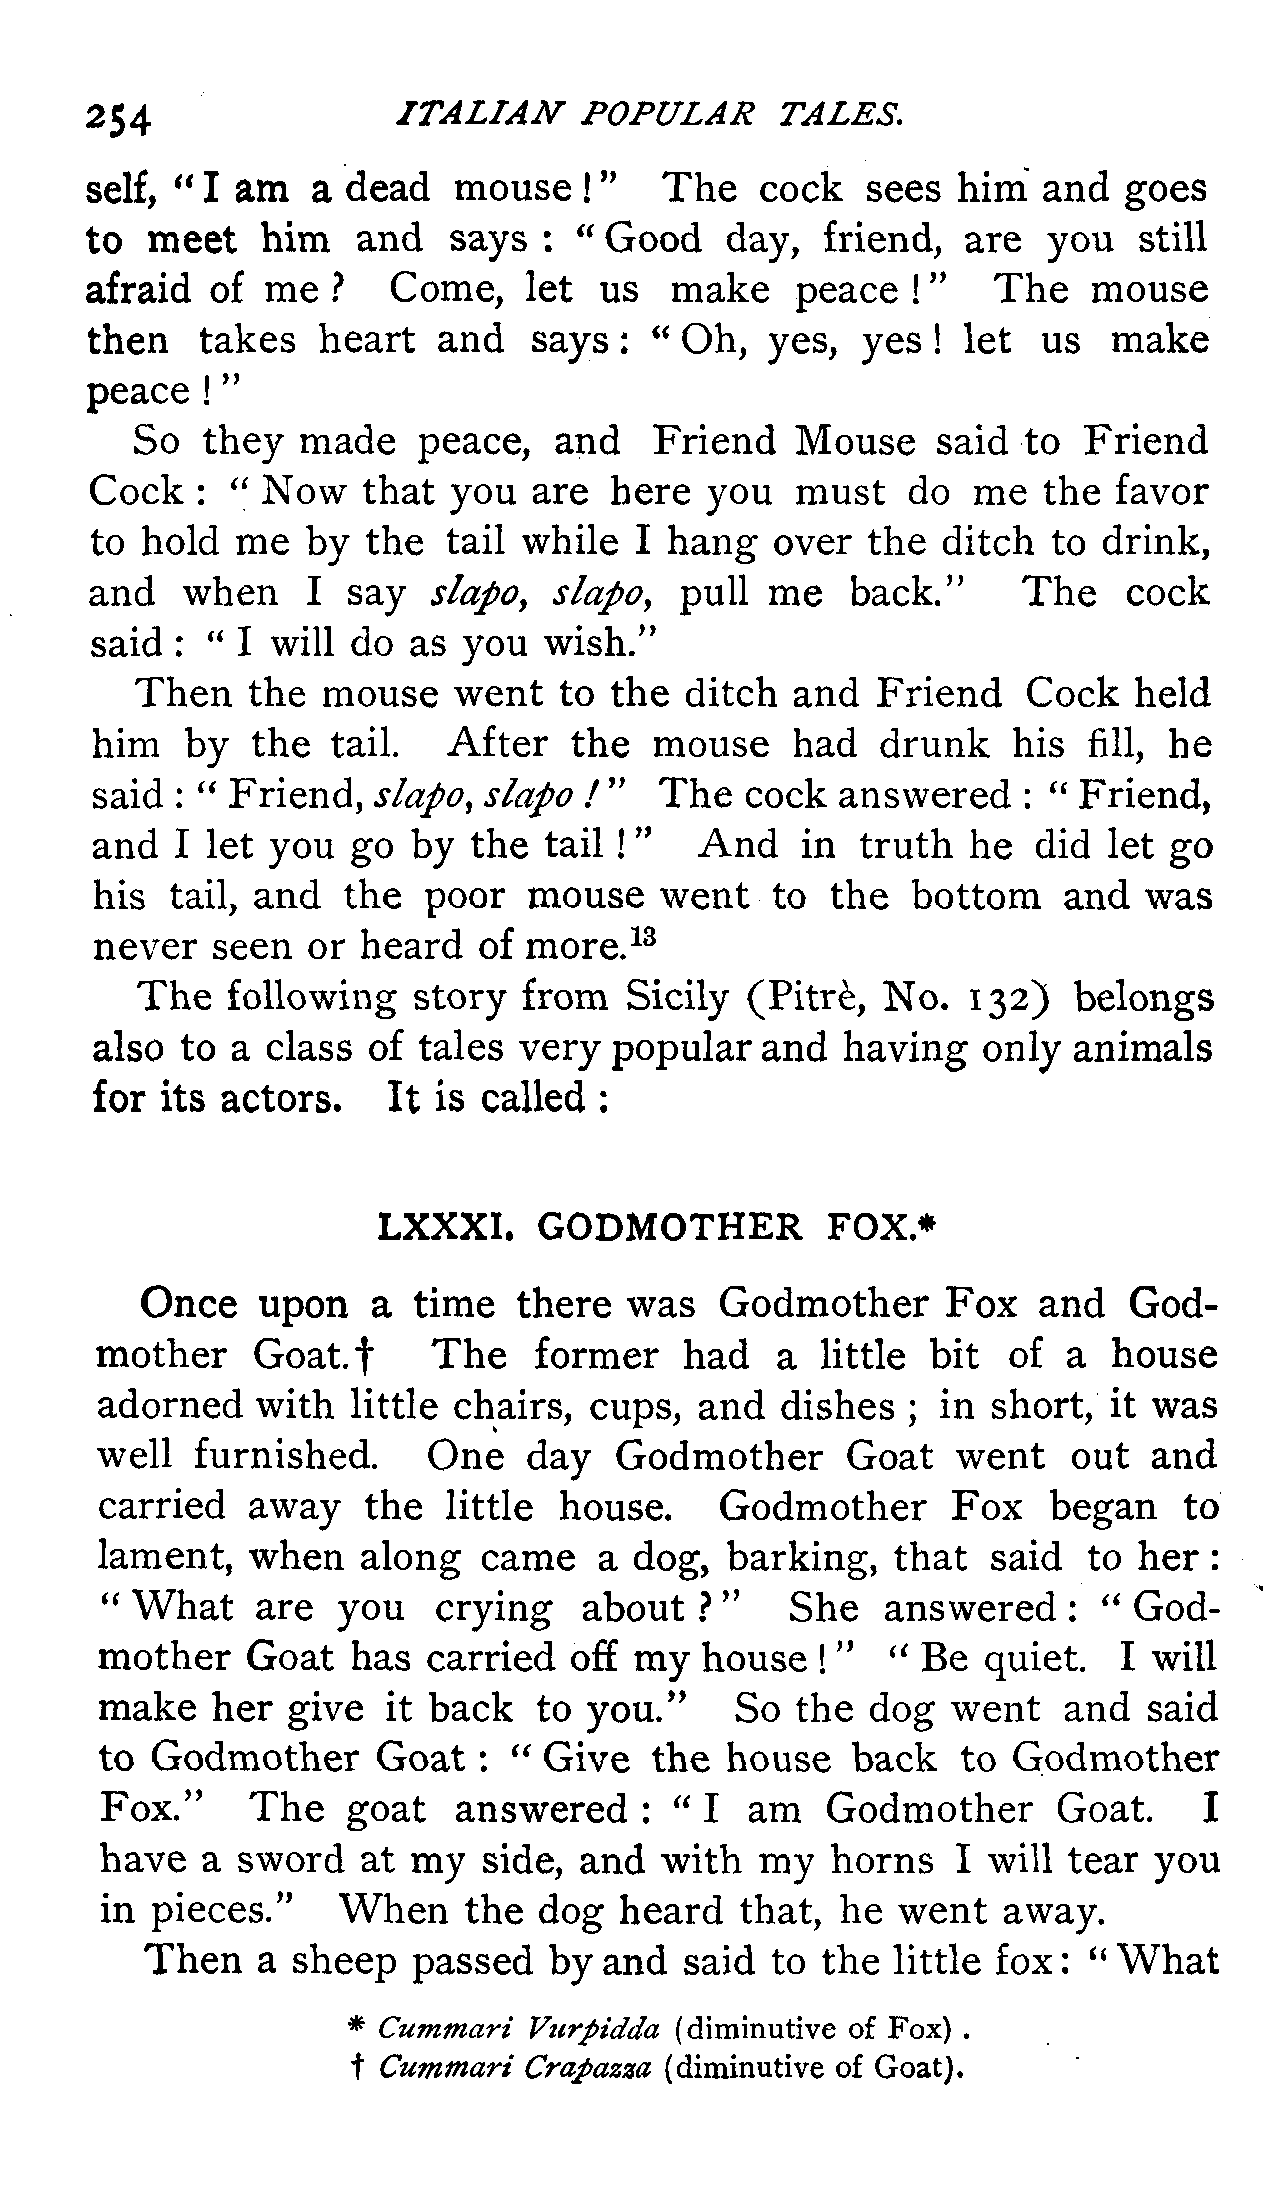 254 ITALIAN POPULAR TALES.
self, “I am a dead mouse!” The cock sees him and goes
to meet him and says: “Good day, friend, are you still
afraid of me? Come, let us make peace!” The mouse
then takes heart and says: “Oh, yes, yes! let us make
peace!”
So they made peace, and Friend Mouse said to Friend
Cock: “Now that you are here you must do me the favor
to hold me by the tail while I hang over the ditch to drink,
and when I say slapo, slapo, pull me back.” The cock
said: “I will do as you wish.”
Then the mouse went to the ditch and Friend Cock held
him by the tail. After the mouse had drunk his fill, he
said: “Friend, slapo, slapo!” The cock answered: “Friend,
and I let you go by the tail!” And in truth he did let go
his tail, and the poor mouse went to the bottom and was
never seen or heard of more.¹³
The following story from Sicily (Pitrè, No. 132) belongs
also to a class of tales very popular and having only animals
for its actors. It is called:
LXXXI. GODMOTHER FOX.*
Once upon a time there was Godmother Fox and God-
mother Goat.† The former had a little bit of a house
adorned with little chairs, cups, and dishes; in short, it was
well furnished. One day Godmother Goat went out and
carried away the little house. Godmother Fox began to
lament, when along came a dog, barking, that said to her:
“What are you crying about?” She answered: “God-
mother Goat has carried off my house!” “Be quiet. I will
make her give it back to you.” So the dog went and said
to Godmother Goat: “Give the house back to Godmother
Fox.” The goat answered: “I am Godmother Goat. I
have a sword at my side, and with my horns I will tear you
in pieces.” When the dog heard that, he went away.
Then a sheep passed by and said to the little fox: “What
* Cummari Vurpidda (diminutive of Fox).
† Cummari Crapazza (diminutive of Goat).